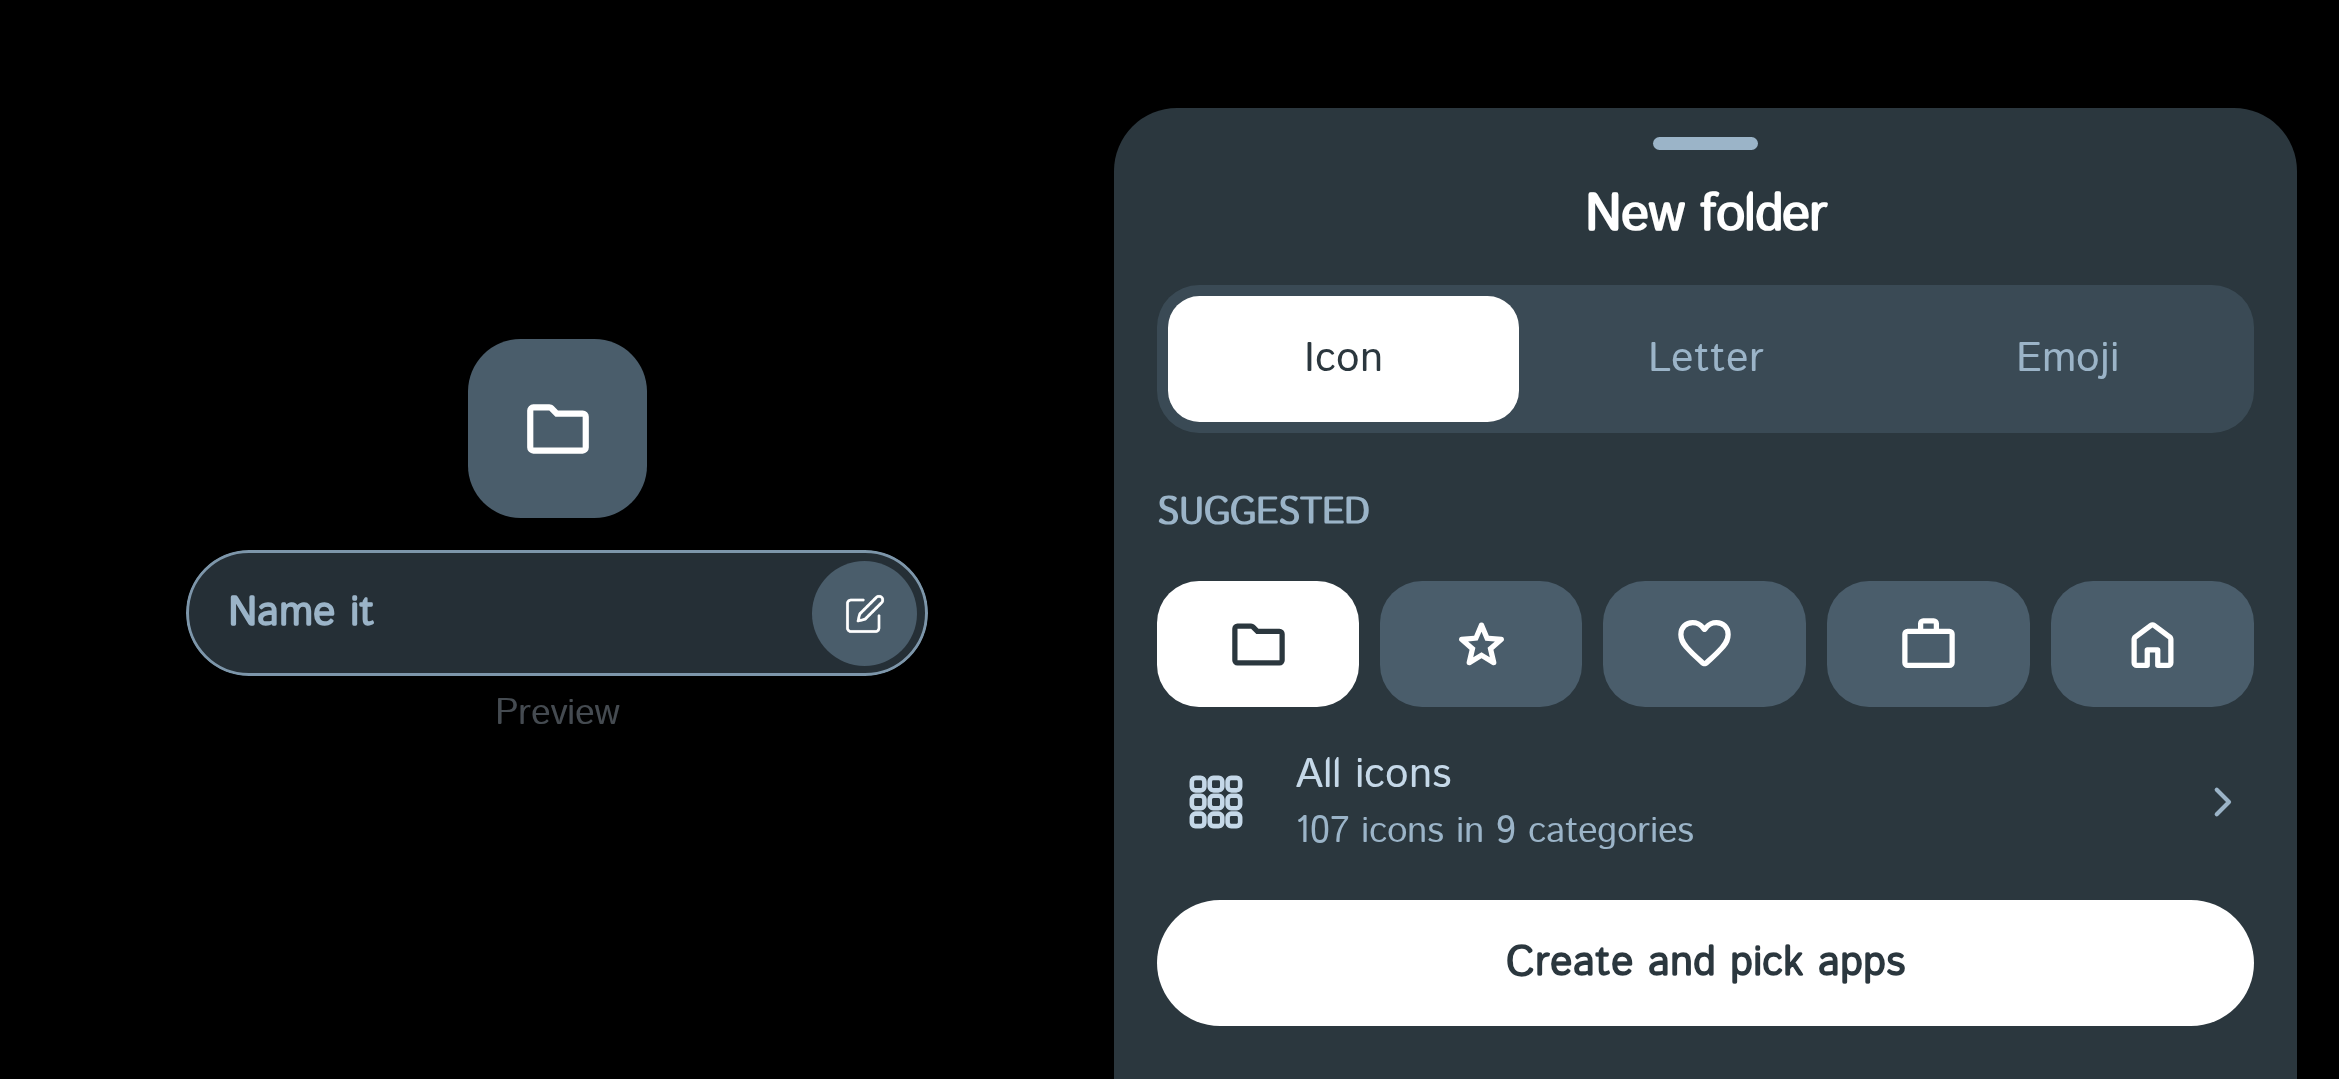 Name it
Preview
New folder
Icon
Letter
Emoji
SUGGESTED
All icons
107 icons in 9 categories
Create and pick apps